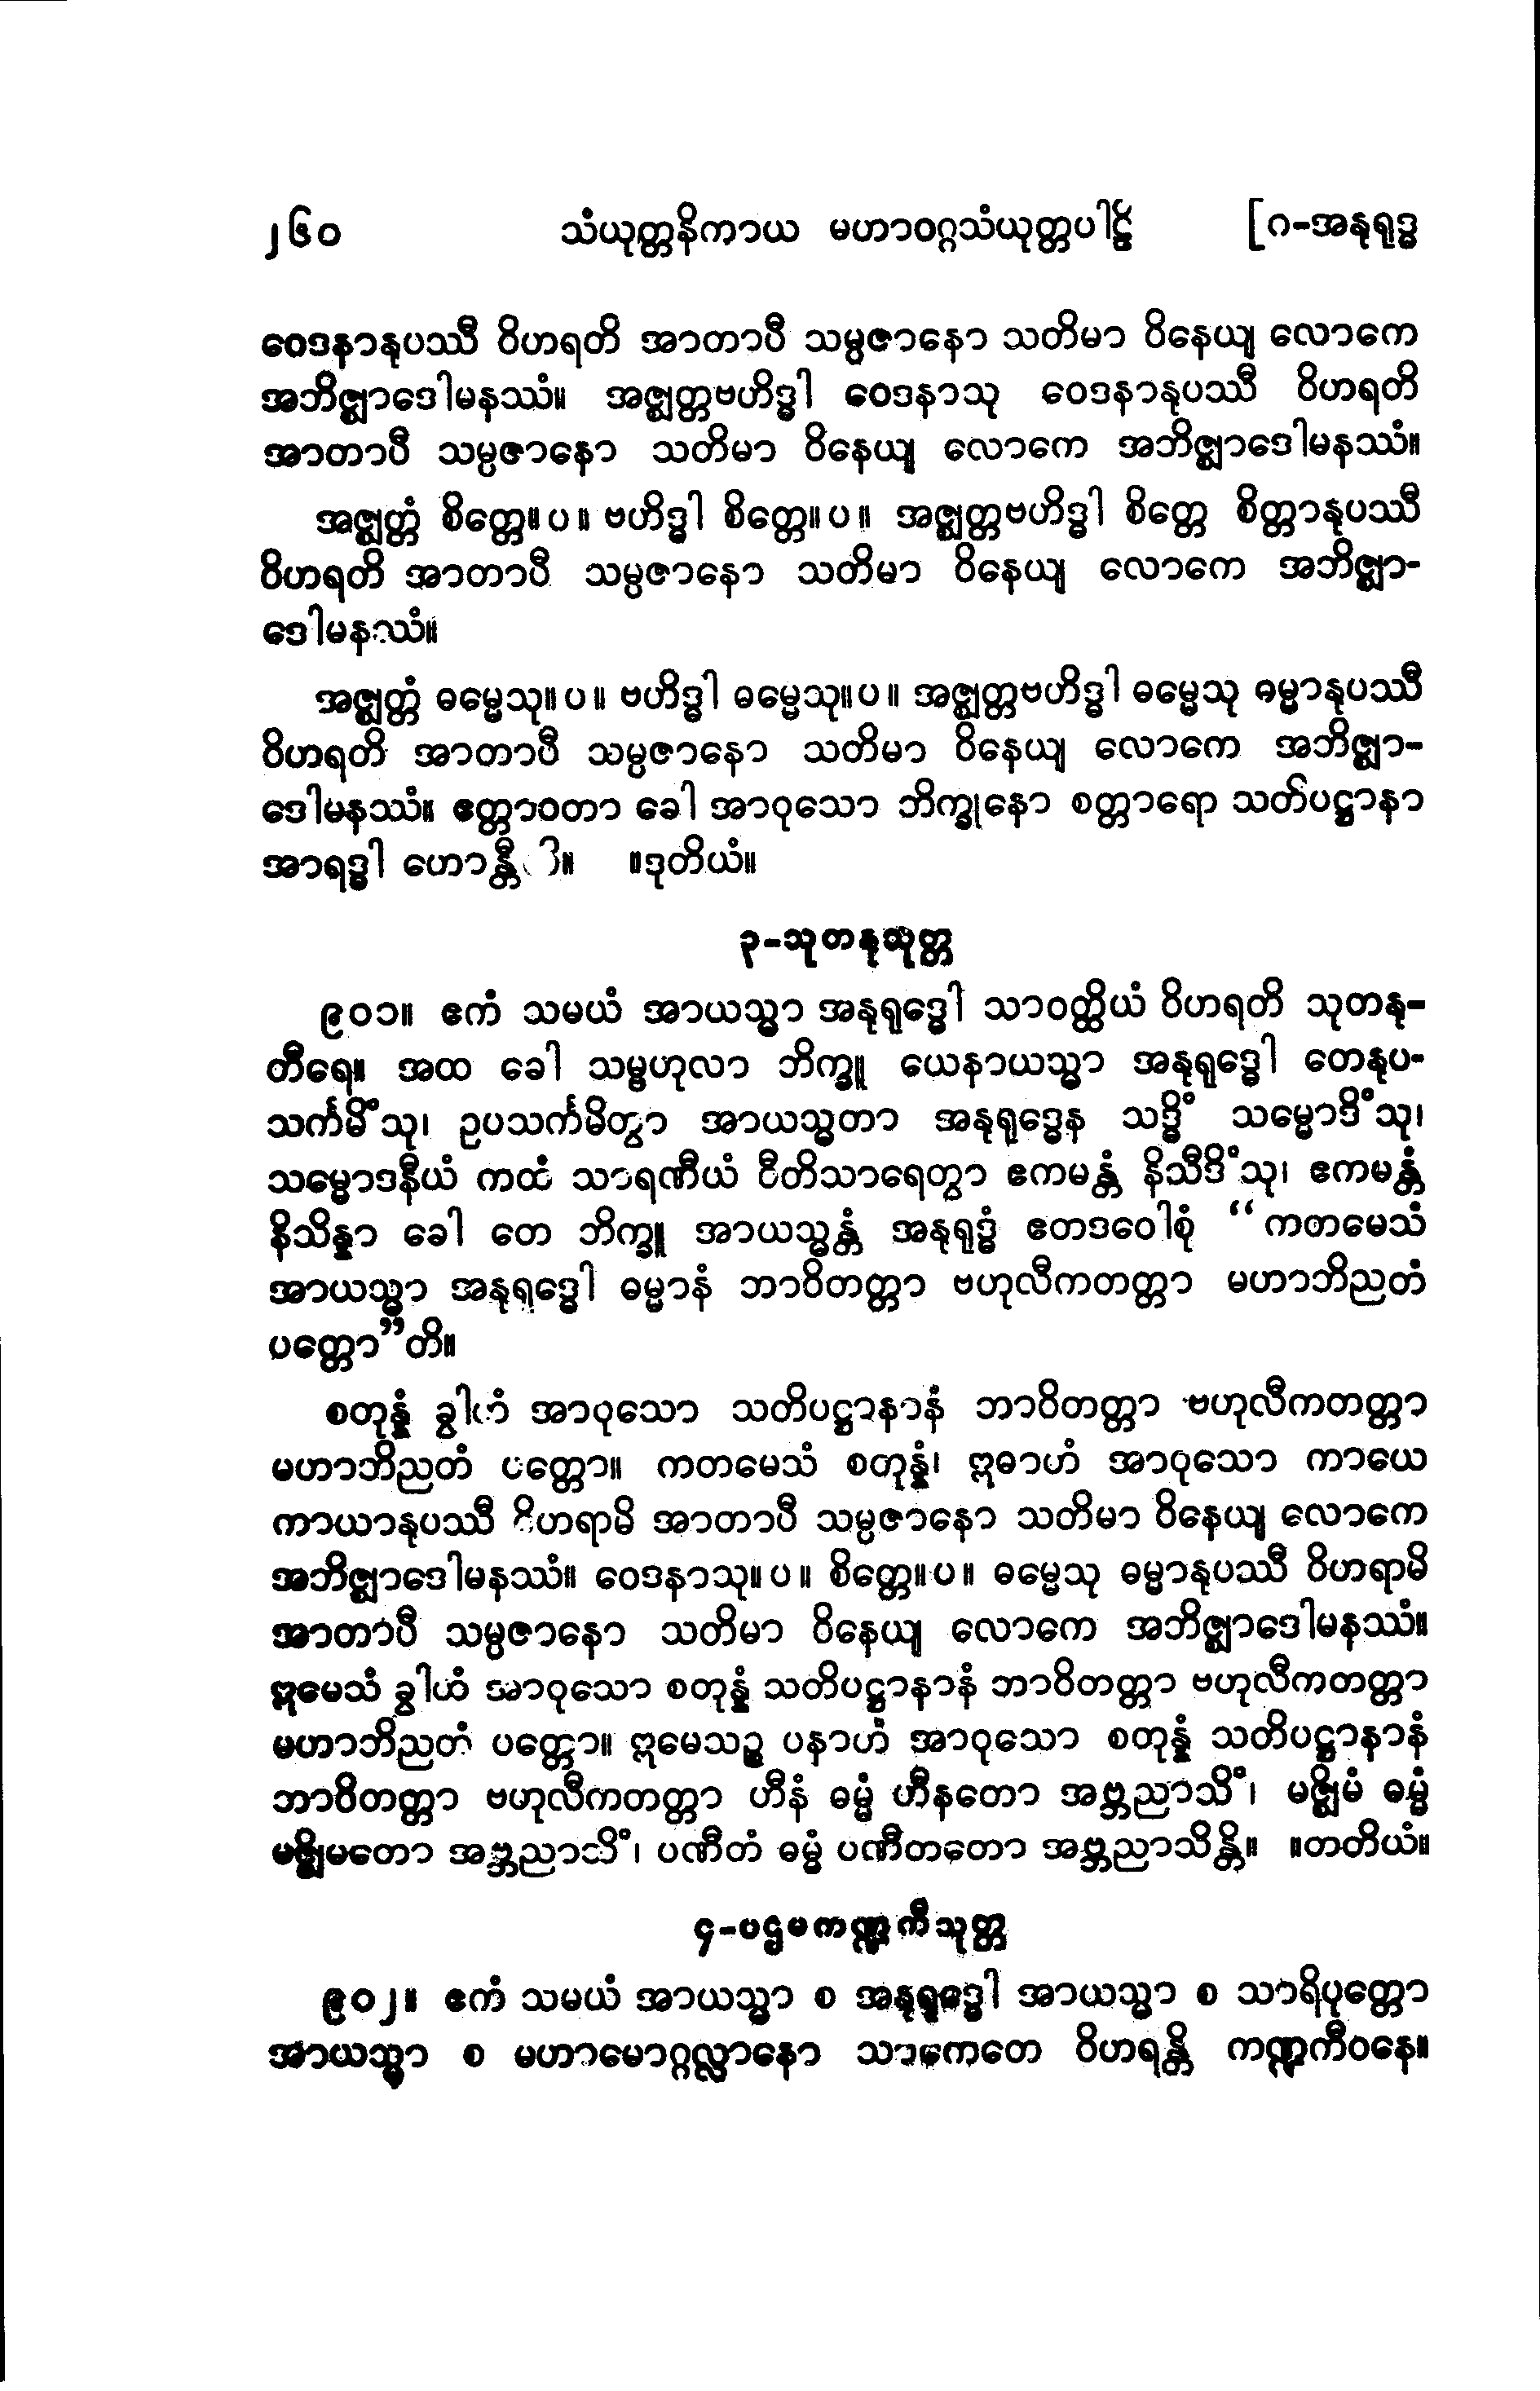 ၂၆၀ သံယုတ္တနိကာယ မဟာဝဂ္ဂသံယုတ္တပါဠိ [၈-အနုရုဒ္ဓ
ဝေဒနာနုပဿီ ဝိဟရတိ အာတာပီ သမ္ပဇာနော သတိမာ ဝိနေယျ လောကေ
အဘိဇ္ဈာဒေါမနဿံ။ အဇ္ဈတ္တဗဟိဒ္ဓါ ဝေဒနာသု ဝေဒနာနုပဿီ ဝိဟရတိ
အာတာပီ သမ္ပဇာနော သတိမာ ဝိနေယျ လောကေ အဘိဇ္ဈာဒေါမနဿံ။
အဇ္ဈတ္တံ စိတ္တေ။ပ။ ဗဟိဒ္ဓါ စိတ္တေ။ပ။ အဇ္ဈတ္တဗဟိဒ္ဓါ စိတ္တေ စိတ္တာနုပဿီ
ဝိဟရတိ အာတာပီ သမ္ပဇာနော သတိမာ ဝိနေယျ လောကေ အဘိဇ္ဈာ-
ဒေါမနဿံ။
အဇ္ဈတ္တံ ဓမ္မေသု။ပ။ ဗဟိဒ္ဓါ ဓမ္မေသု။ပ။ အဇ္ဈတ္တဗဟိဒ္ဓါ ဓမ္မေသု ဓမ္မာနုပဿီ
ဝိဟရတိ အာတာပီ သမ္ပဇာနော သတိမာ ဝိနေယျ လောကေ အဘိဇ္ဈာ-
ဒေါမနဿံ။ ဧတ္တာဝတာ ခေါ အာဝုသော ဘိက္ခုနော စတ္တာရော သတိပဋ္ဌာနာ
အာရဒ္ဓါ ဟောန္တီတိ။ ။ဒုတိယံ။
၃-သုတနုသုတ္တ
၉၀၁။ ဧကံ သမယံ အာယသ္မာ အနုရုဒ္ဓေါ သာဝတ္ထိယံ ဝိဟရတိ သုတနု-
တီရေ။ အထ ခေါ သမ္ဗဟုလာ ဘိက္ခူ ယေနာယသ္မာ အနုရုဒ္ဓေါ တေနုပ-
သင်္ကမိံသု၊ ဥပသင်္ကမိတွာ အာယသ္မတာ အနုရုဒ္ဓေန သဒ္ဓိံ သမ္မောဒိံသု၊
သမ္မောဒနီယံ ကထံ သာရဏီယံ ဝီတိသာရေတွာ ဧကမန္တံ နိသီဒိံသု၊ ဧကမန္တံ
နိသိန္နာ ခေါ တေ ဘိက္ခူ အာယသ္မန္တံ အနုရုဒ္ဓံ ဧတဒဝေါစုံ “ကတမေသံ
အာယသ္မာ အနုရုဒ္ဓေါ ဓမ္မာနံ ဘာဝိတတ္တာ ဗဟုလီကတတ္တာ မဟာဘိညတံ
ပတ္တော”တိ။
စတုန္နံ ခွါဟံ အာဝုသော သတိပဋ္ဌာနာနံ ဘာဝိတတ္တာ ဗဟုလီကတတ္တာ
မဟာဘိညတံ ပတ္တော။ ကတမေသံ စတုန္နံ၊ ဣဓာဟံ အာဝုသော ကာယေ
ကာယာနုပဿီ ဝိဟရာမိ အာတာပီ သမ္ပဇာနော သတိမာ ဝိနေယျ လောကေ
အဘိဇ္ဈာဒေါမနဿံ။ ဝေဒနာသု။ပ။ စိတ္တေ။ပ။ ဓမ္မေသု ဓမ္မာနုပဿီ ဝိဟရာမိ
အာတာပီ သမ္ပဇာနော သတိမာ ဝိနေယျ လောကေ အဘိဇ္ဈာဒေါမနဿံ။
ဣမေသံ ခွါဟံ အာဝုသော စတုန္နံ သတိပဋ္ဌာနာနံ ဘာဝိတတ္တာ ဗဟုလီကတတ္တာ
မဟာဘိညတံ ပတ္တော။ ဣမေသဉ္စ ပနာဟံ အာဝုသော စတုန္နံ သတိပဋ္ဌာနာနံ
ဘာဝိတတ္တာ ဗဟုလီကတတ္တာ ဟီနံ ဓမ္မံ ဟီနတော အဗ္ဘညာသိံ၊ မဇ္ဈိမံ ဓမ္မံ
မဇ္ဈိမတော အဗ္ဘညာသိံ၊ ပဏီတံ ဓမ္မံ ပဏီတတော အဗ္ဘညာသိန္တိ။ ။တတိယံ။
၄-ပဌမကဏ္ဍကီသုတ္တ
၉၀၂။ ဧကံ သမယံ အာယသ္မာ စ အနုရုဒ္ဓေါ အာယသ္မာ စ သာရိပုတ္တော
အာယသ္မာ စ မဟာမောဂ္ဂလ္လာနော သာကေတေ ဝိဟရန္တိ ကဏ္ဍကီဝနေ။